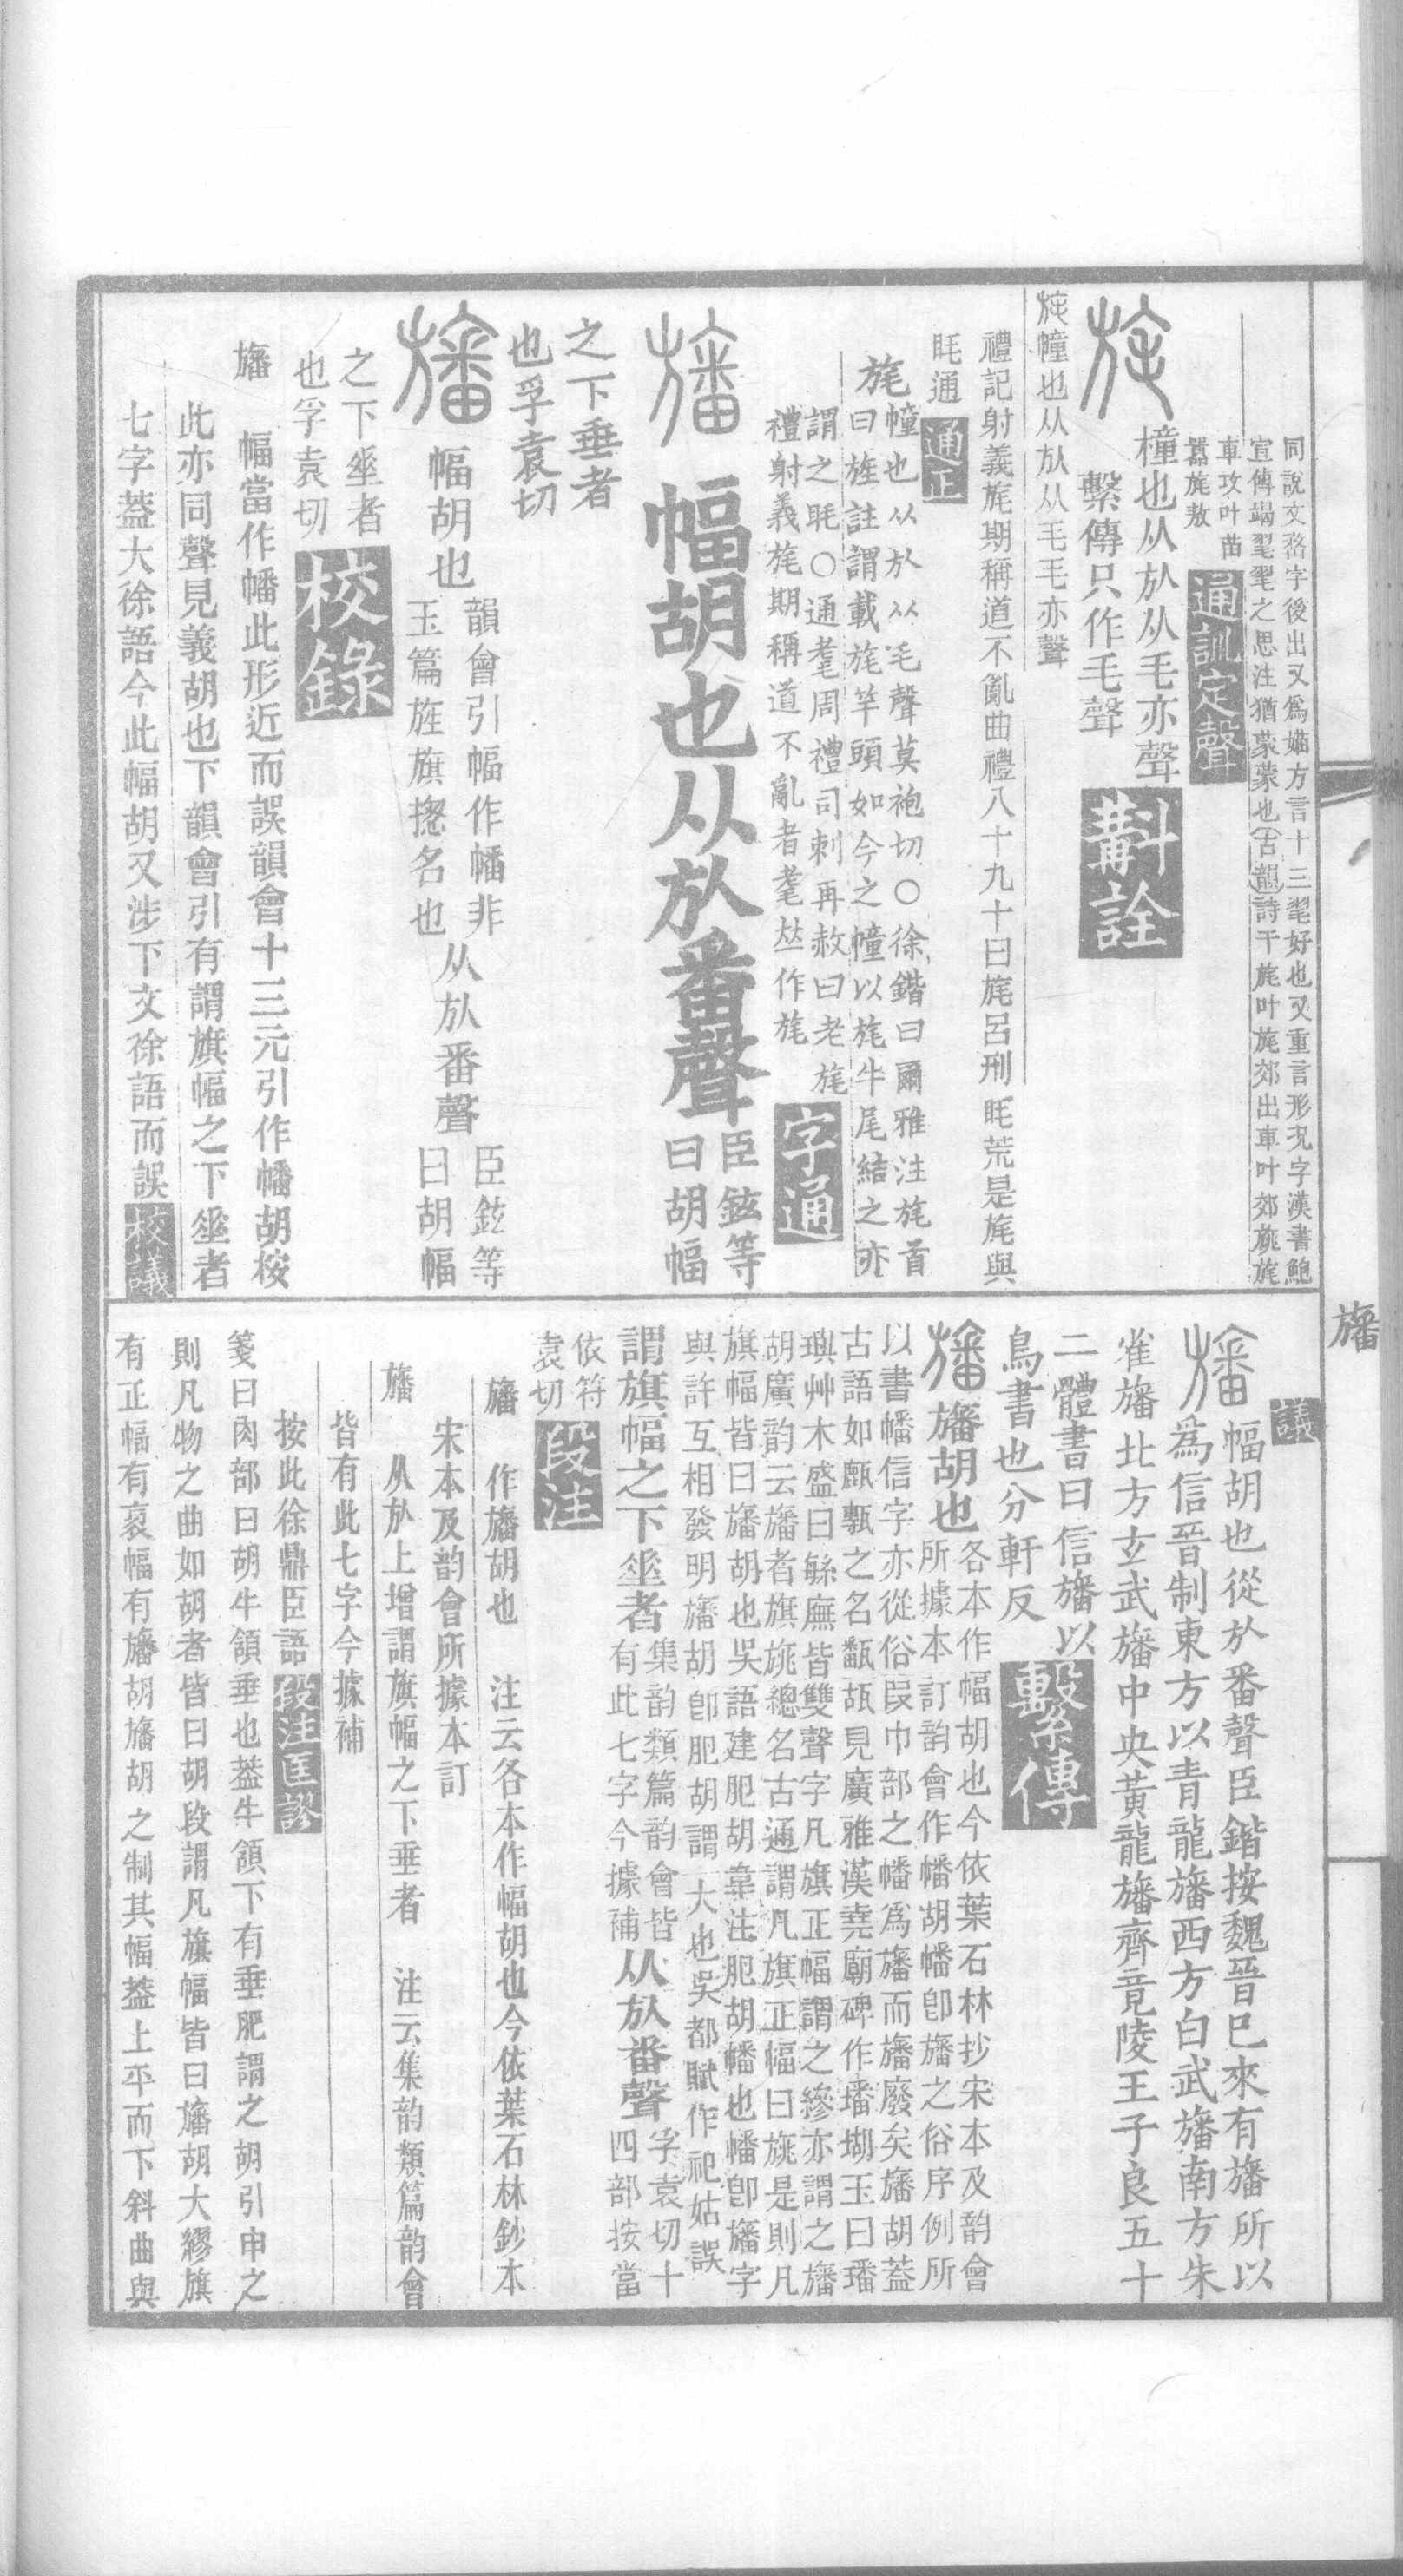 同說文嵍字後出又爲媌方言十三毣好也又重言形況字漢書鮑
宣傳竭毣毣之思注猶蒙蒙也古韻詩干旄叶旄郊出車叶郊旐旄
車攻叶苗
嚻旄敖通訓定聲
旄
橦也从㫃从毛毛亦聲
繫傳只作毛聲斠詮
旄幢也从㫃从毛毛亦聲
禮記射義旄期稱道不亂曲禮八十九十曰旄呂刑眊荒是旄與
眊通通正
旄幢也从㫃从毛聲莫袍切○徐鍇曰爾雅注旄首
曰旌註謂載旄竿頭如今之幢以旄牛尾結之亦
謂之眊○通耄周禮司刺再赦曰老旄
禮射義旄期稱道不亂者耄𠀤作旄字通
旛
幅胡也从㫃番聲臣鉉等
曰胡幅
之下垂者
也孚袁切
旛幅胡也韻會引幅作幡非
玉篇旌旗揔名也从㫃番聲臣鉉等
曰胡幅
之下𡍮者
也孚袁切校錄
旛 幅當作幡此形近而誤韻會十三元引作幡胡桉
此亦同聲見義胡也下韻會引有謂旗幅之下𡍮者
七字葢大徐語今此幅胡又涉下文徐語而誤校議
議
旛幅胡也從㫃番聲臣鍇按魏晉已來有旛所以
爲信晉制東方以青龍旛西方白武旛南方朱
雀旛北方玄武旛中央黃龍旛齊竟陵王子良五十
二體書曰信旛以
鳥書也分軒反繫傳
旛旛胡也各本作幅胡也今依葉石林抄宋本及韵會
所據本訂韵會作幡胡幡卽旛之俗序例所
以書幡信字亦從俗叚巾部之幡爲旛而旛廢矣旛胡葢
古語如甂瓳之名瓾瓳見廣雅漢堯廟碑作墦䎁玉曰璠
璵艸木盛曰緐廡皆雙聲字凡旗正幅謂之縿亦謂之旛
胡廣韵云旛者旗旐總名古通謂凡旗正幅曰旐是則凡
旗幅皆曰旛胡也吳語建肥胡韋注肥胡幡也幡卽旛字
與許互相發明旛胡卽肥胡謂大也吳都賦作祀姑誤
謂旗幅之下𡍮者集韵類篇韵會皆
有此七字今據補从㫃番聲孚袁切十
四部按當
依符
袁切段注
旛 作旛胡也 注云各本作幅胡也今依葉石林鈔本
宋本及韵會所據本訂
旛 从㫃上增謂旗幅之下垂者 注云集韵類篇韵會
皆有此七字今據補
按此徐鼎臣語段注匡謬
箋曰肉部曰胡牛頷垂也葢牛頷下有垂肥謂之胡引申之
則凡物之曲如胡者皆曰胡段謂凡旗幅皆曰旛胡大繆旗
有正幅有衺幅有旛胡旛胡之制其幅葢上平而下斜曲與
旛